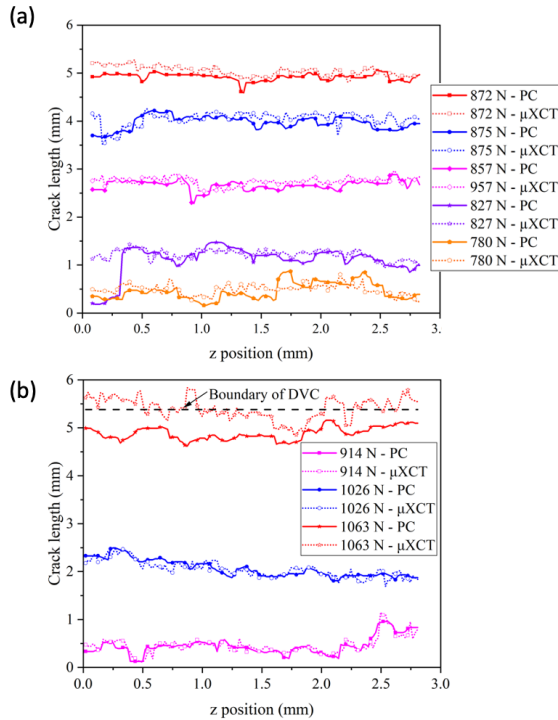 (a)
6
5
4
3
2
1
0
Crack length (mm)
0.0 0.5 1.0 1.5 2.0 2.5 3.0
z position (mm)
872 N - PC
872 N - μXCT
875 N - PC
875 N - μXCT
857 N - PC
957 N - μXCT
827 N - PC
827 N - μXCT
780 N - PC
780 N - μXCT
(b)
6
5
4
3
2
1
0
Crack length (mm)
Boundary of DVC
914 N - PC
914 N - μXCT
1026 N - PC
1026 N - μXCT
1063 N - PC
1063 N - μXCT
0.0 0.5 1.0 1.5 2.0 2.5 3.0
z position (mm)